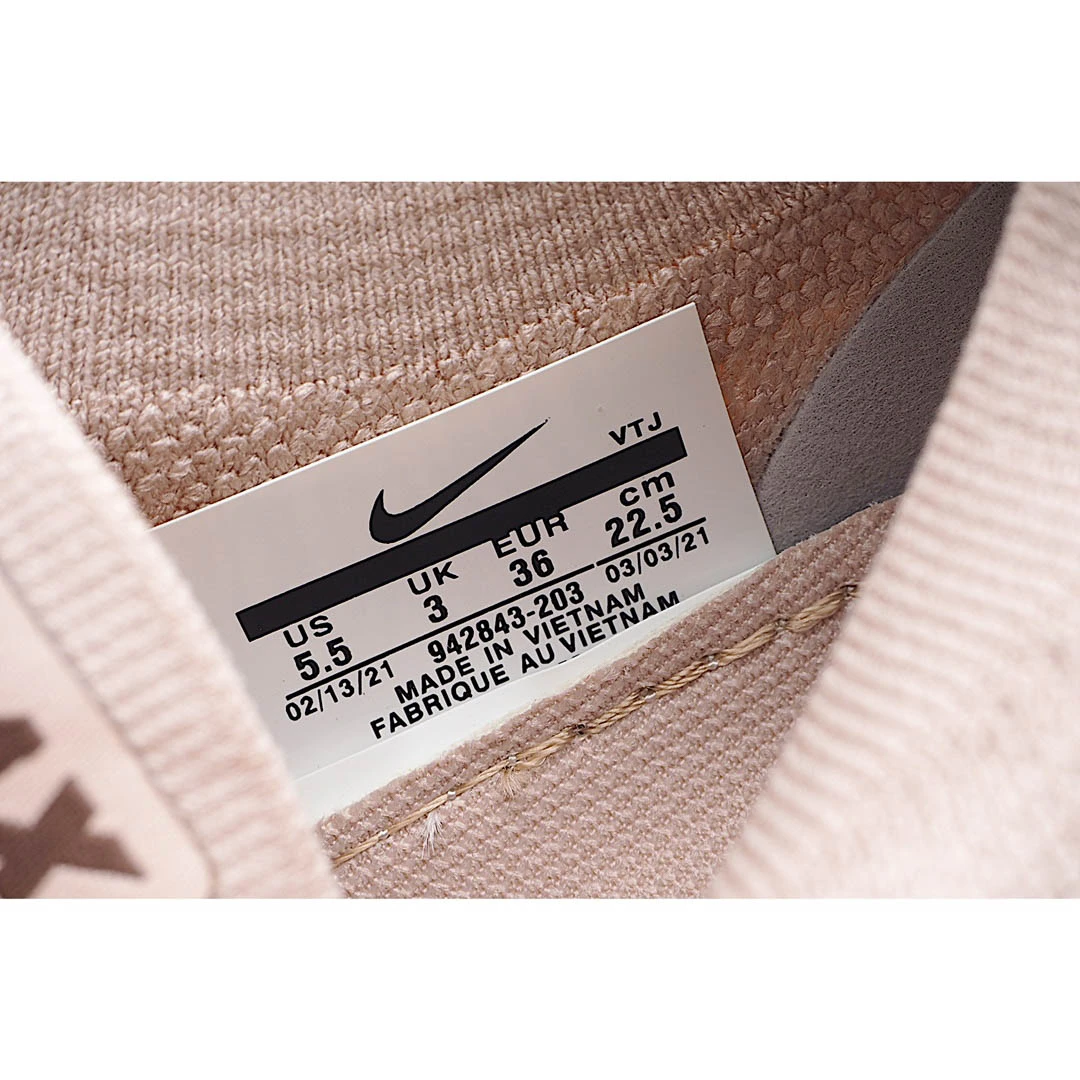 VTJ
US UK EUR cm
5.5 3 36 22.5
02/13/21 942843-203 03/03/21
MADE IN VIETNAM
FABRIQUE AU VIETNAM